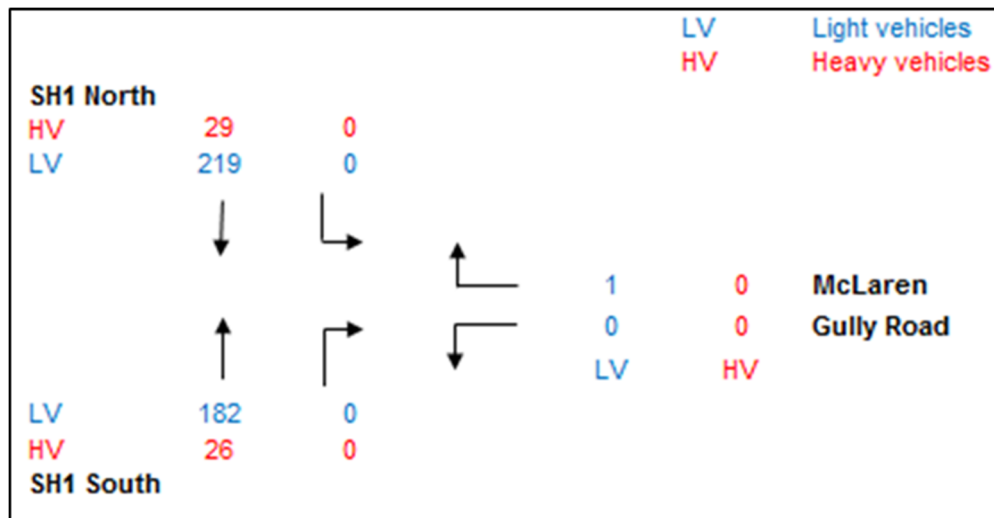 LV Light vehicles
HV Heavy vehicles
SH1 North
HV 29 0
LV 219 0
1 0 McLaren
0 0 Gully Road
LV HV
LV 182 0
HV 26 0
SH1 South